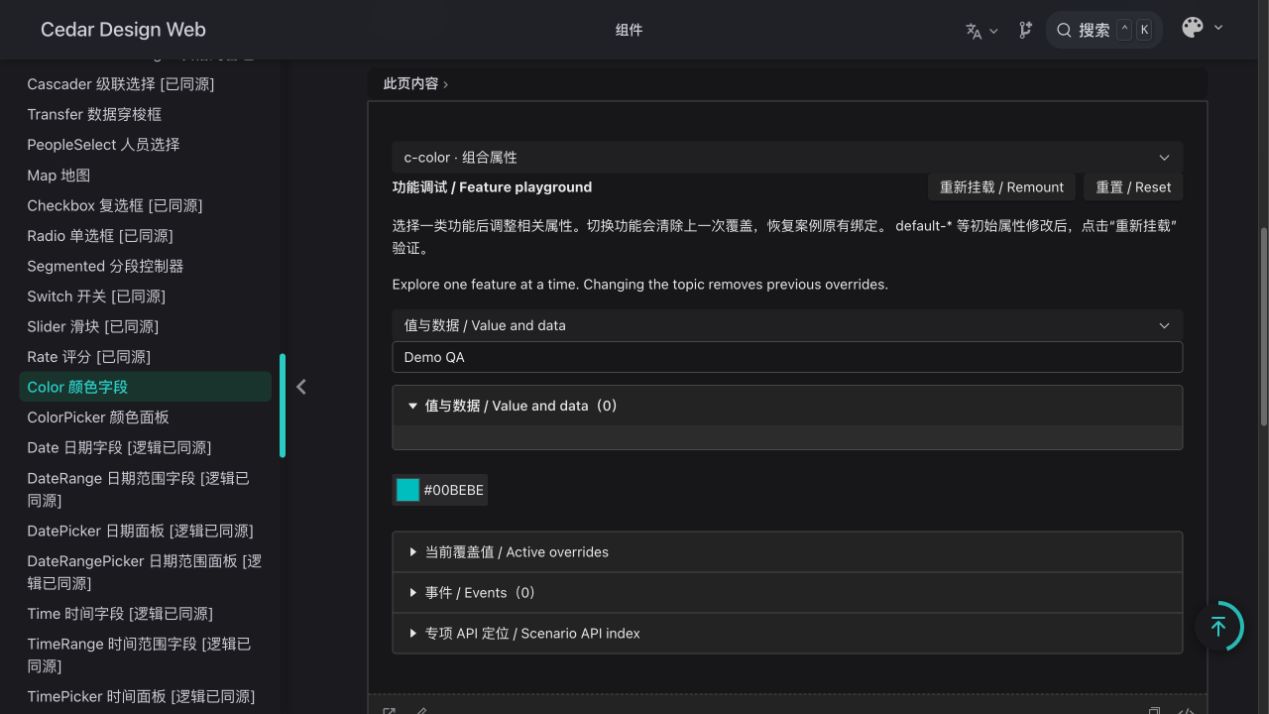 Cedar Design Web
组件
搜索 ^ K
Cascader 级联选择 [已同源]
Transfer 数据穿梭框
PeopleSelect 人员选择
Map 地图
Checkbox 复选框 [已同源]
Radio 单选框 [已同源]
Segmented 分段控制器
Switch 开关 [已同源]
Slider 滑块 [已同源]
Rate 评分 [已同源]
Color 颜色字段
ColorPicker 颜色面板
Date 日期字段 [逻辑已同源]
DateRange 日期范围字段 [逻辑已
同源]
DatePicker 日期面板 [逻辑已同源]
DateRangePicker 日期范围面板 [逻
辑已同源]
Time 时间字段 [逻辑已同源]
TimeRange 时间范围字段 [逻辑已
同源]
TimePicker 时间面板 [逻辑已同源]
此页内容 ›
c-color · 组合属性
功能调试 / Feature playground
重新挂载 / Remount
重置 / Reset
选择一类功能后调整相关属性。切换功能会清除上一次覆盖，恢复案例原有绑定。 default-* 等初始属性修改后，点击“重新挂载”
验证。
Explore one feature at a time. Changing the topic removes previous overrides.
值与数据 / Value and data
Demo QA
值与数据 / Value and data（0）
#00BEBE
当前覆盖值 / Active overrides
事件 / Events（0）
专项 API 定位 / Scenario API index